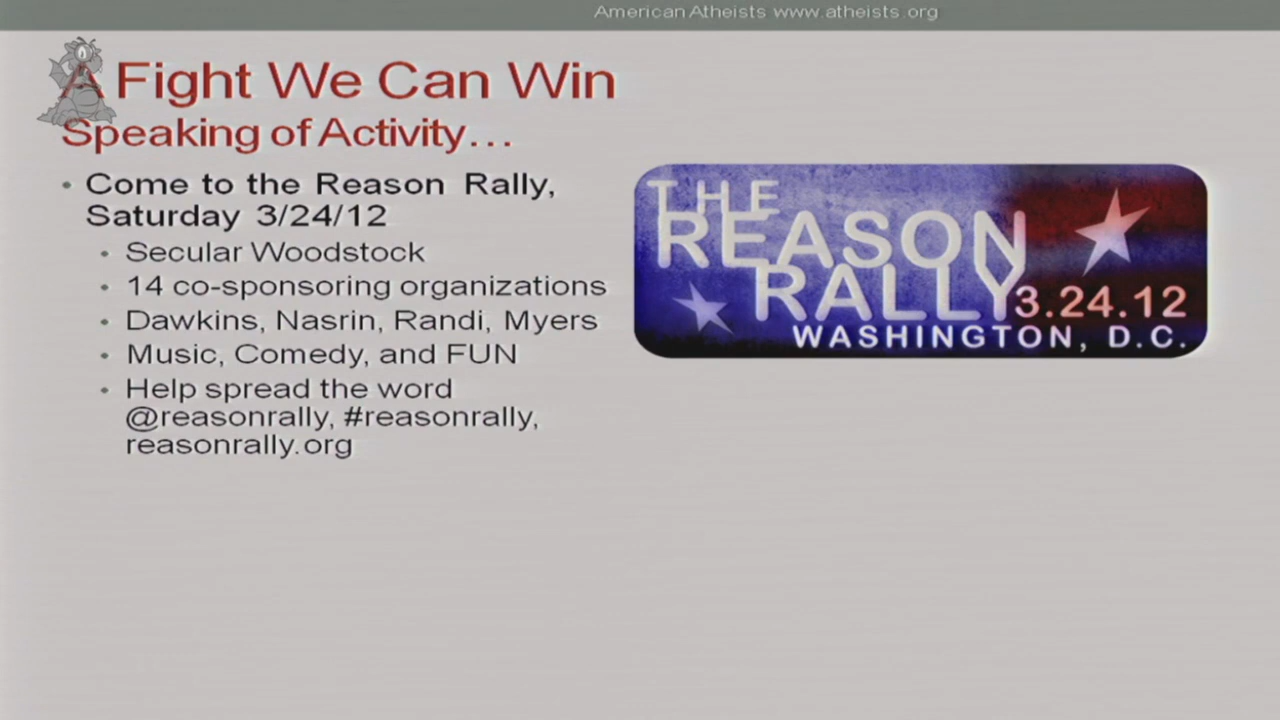 American Atheists www.atheists.org
A Fight We Can Win
Speaking of Activity...
• Come to the Reason Rally,
Saturday 3/24/12
• Secular Woodstock
• 14 co-sponsoring organizations
• Dawkins, Nasrin, Randi, Myers
• Music, Comedy, and FUN
• Help spread the word
@reasonrally, #reasonrally,
reasonrally.org
THE
REASON
RALLY
3.24.12
WASHINGTON, D.C.